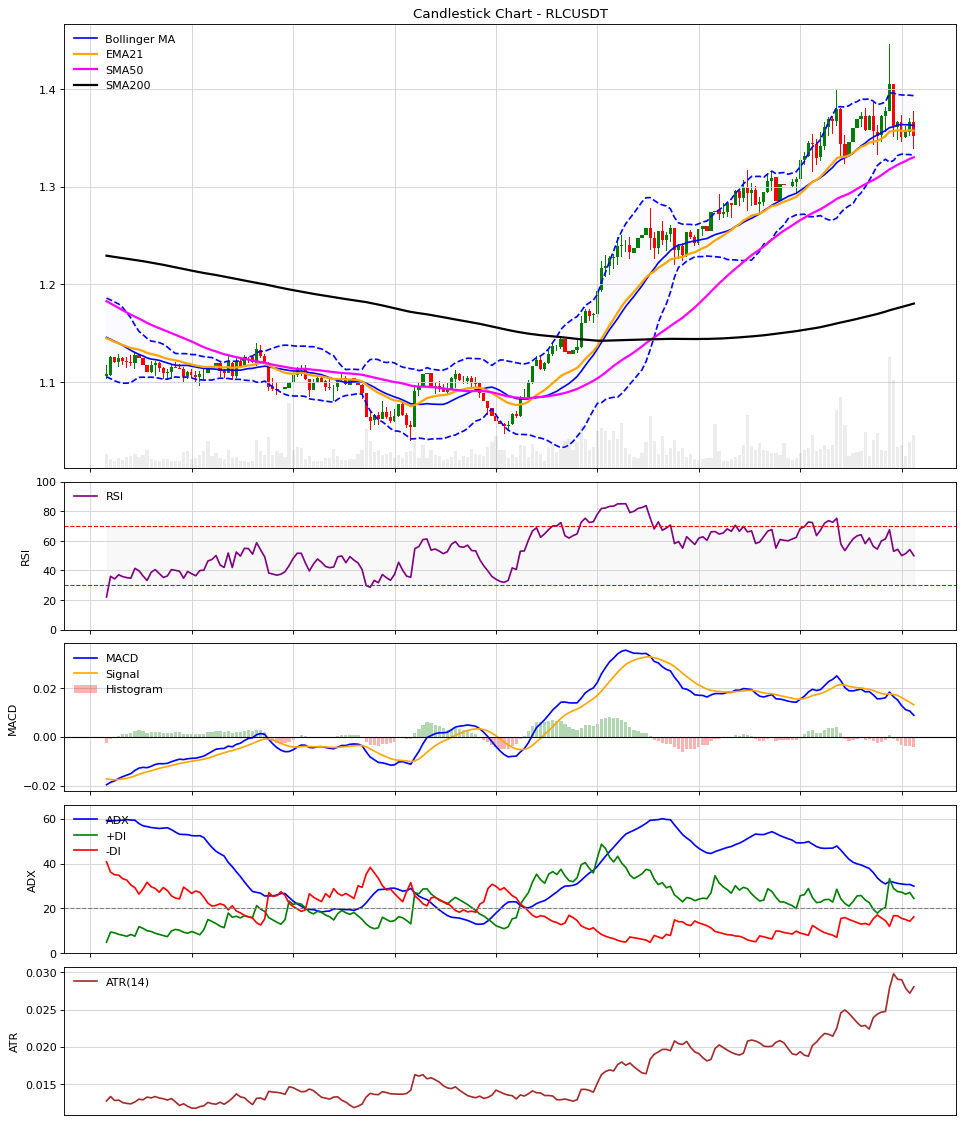 Candlestick Chart - RLCUSDT
Bollinger MA
EMA21
SMA50
SMA200
1.4
1.3
1.2
1.1
RSI
100
80
60
40
20
0
RSI
MACD
Signal
Histogram
0.02
0.00
−0.02
MACD
ADX
+DI
-DI
60
40
20
0
ADX
ATR(14)
0.030
0.025
0.020
0.015
ATR